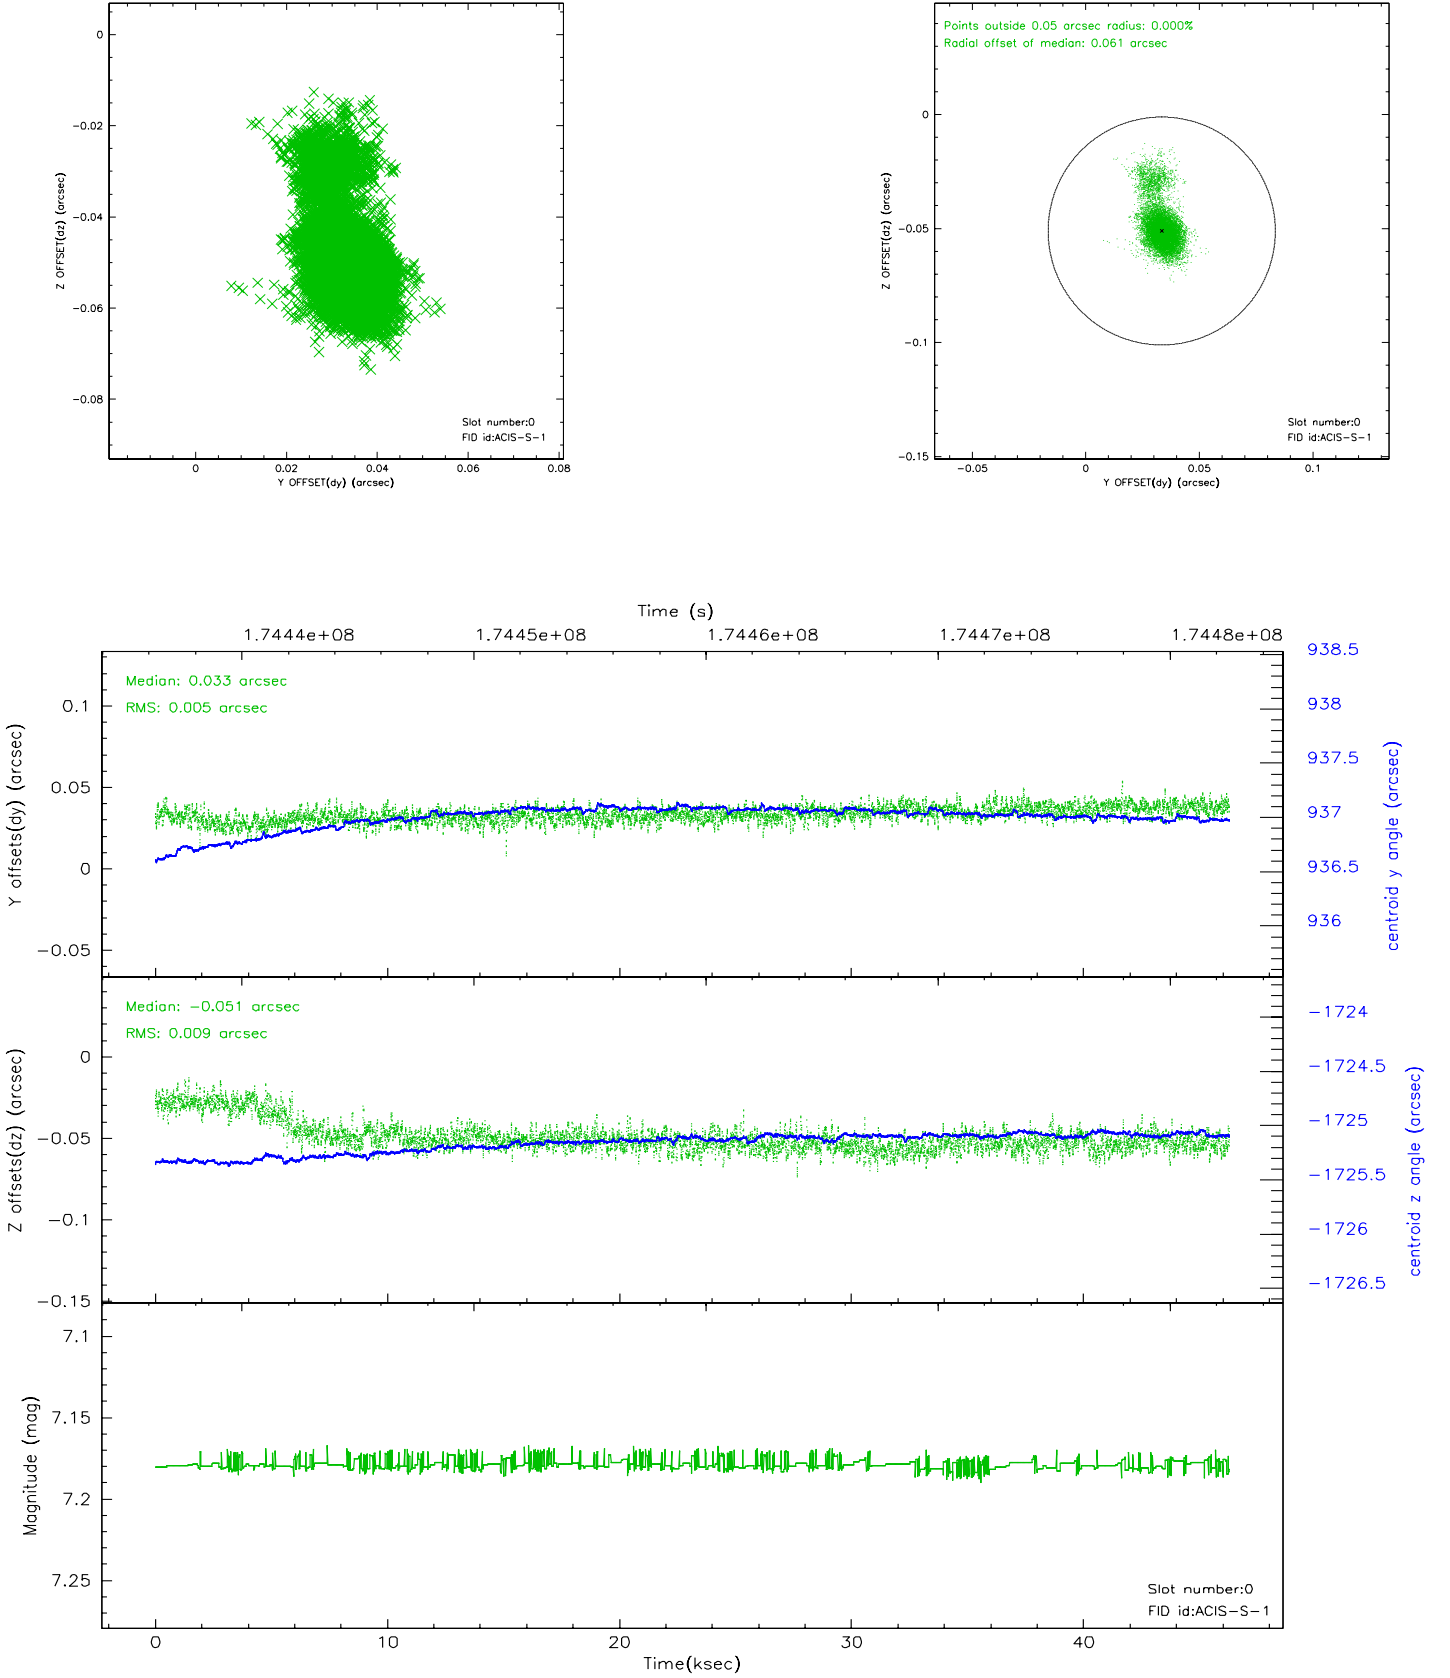 0
-0.02
-0.04
-0.06
-0.08
Z OFFSET(dz) (arcsec)
0 0.02 0.04 0.06 0.08
Y OFFSET(dy) (arcsec)
Slot number:0
FID id:ACIS-S-1
Points outside 0.05 arcsec radius: 0.000%
Radial offset of median: 0.061 arcsec
0
-0.05
-0.1
-0.15
Z OFFSET(dz) (arcsec)
-0.05 0 0.05 0.1
Y OFFSET(dy) (arcsec)
Slot number:0
FID id:ACIS-S-1
Time (s)
1.7444e+08 1.7445e+08 1.7446e+08 1.7447e+08 1.7448e+08
Median: 0.033 arcsec
RMS: 0.005 arcsec
0.1
0.05
0
-0.05
Y offsets(dy) (arcsec)
938.5
938
937.5
937
936.5
936
centroid y angle (arcsec)
Median: -0.051 arcsec
RMS: 0.009 arcsec
0
-0.05
-0.1
-0.15
Z offsets(dz) (arcsec)
-1724
-1724.5
-1725
-1725.5
-1726
-1726.5
centroid z angle (arcsec)
7.1
7.15
7.2
7.25
Magnitude (mag)
Slot number:0
FID id:ACIS-S-1
0 10 20 30 40
Time(ksec)